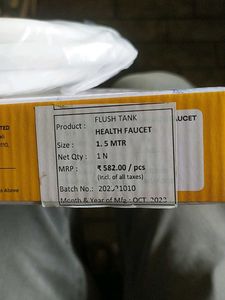 FLUSH TANK
Product : HEALTH FAUCET
Size : 1. 5 MTR
Net Qty : 1 N
MRP : ₹ 582.00 / pcs
(Incl. of all taxes)
Batch No.:
Month & Year of Mfg : OCT.
AUCET